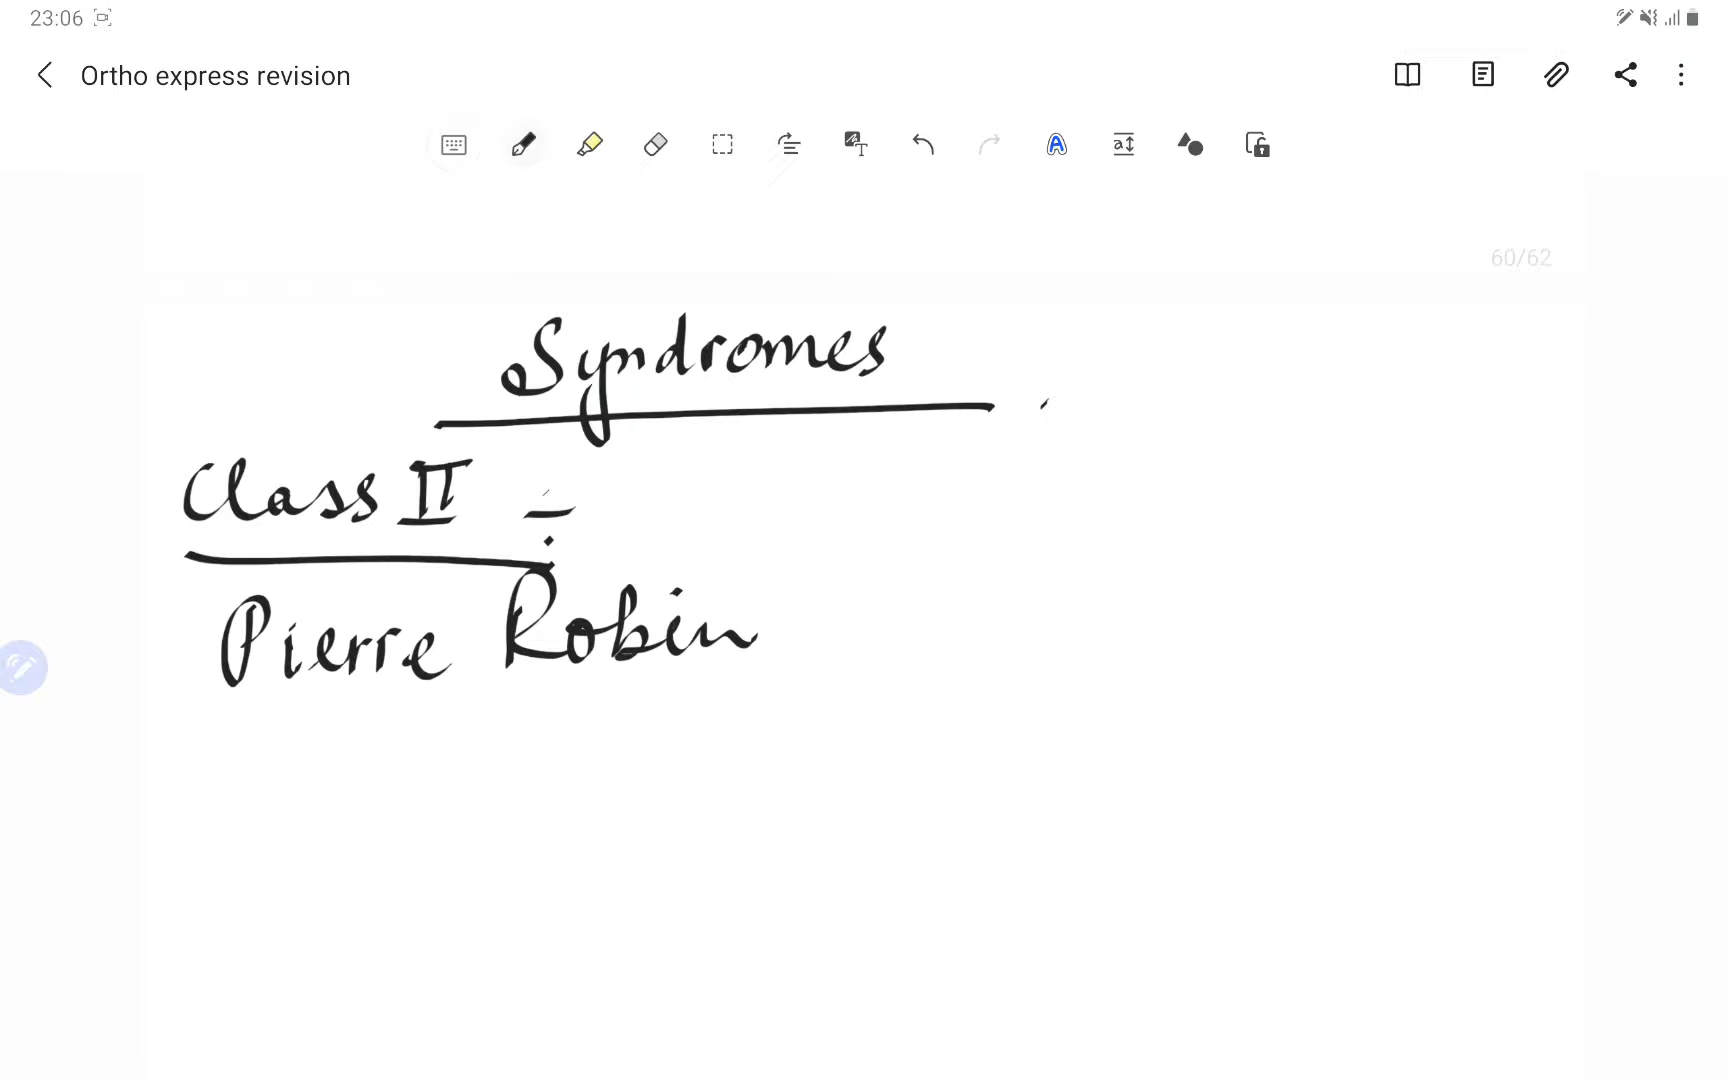 23:06
Ortho express revision
60/62
Syndromes
Class II -
Pierre Robin